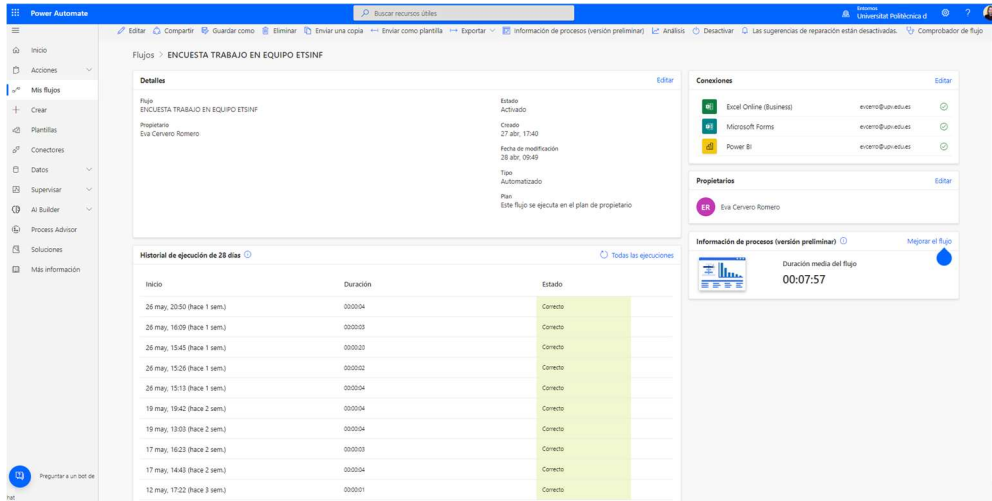 Power Automate
Buscar recursos útiles
Entornos
Universitat Politècnica d
Editar Compartir Guardar como Eliminar Enviar una copia Enviar como plantilla Exportar Información de procesos (versión preliminar) Análisis Desactivar Las sugerencias de reparación están desactivadas. Comprobador de flujo
Inicio
Acciones
Mis flujos
Crear
Plantillas
Conectores
Datos
Supervisar
AI Builder
Process Advisor
Soluciones
Más información
Preguntar a un bot de
hat
Flujos > ENCUESTA TRABAJO EN EQUIPO ETSINF
Detalles Editar
Flujo
ENCUESTA TRABAJO EN EQUIPO ETSINF
Propietario
Eva Cervero Romero
Estado
Activado
Creado
27 abr, 17:40
Fecha de modificación
28 abr, 09:49
Tipo
Automatizado
Plan
Este flujo se ejecuta en el plan de propietario
Historial de ejecución de 28 días Todas las ejecuciones
Inicio Duración Estado
26 may, 20:50 (hace 1 sem.) 00:00:04 Correcto
26 may, 16:09 (hace 1 sem.) 00:00:03 Correcto
26 may, 15:45 (hace 1 sem.) 00:00:20 Correcto
26 may, 15:26 (hace 1 sem.) 00:00:02 Correcto
26 may, 15:13 (hace 1 sem.) 00:00:04 Correcto
19 may, 19:42 (hace 2 sem.) 00:00:04 Correcto
19 may, 13:03 (hace 2 sem.) 00:00:04 Correcto
17 may, 16:23 (hace 2 sem.) 00:00:03 Correcto
17 may, 14:43 (hace 2 sem.) 00:00:04 Correcto
12 may, 17:22 (hace 3 sem.) 00:00:01 Correcto
Conexiones Editar
Excel Online (Business) evcerro@upv.edu.es
Microsoft Forms evcerro@upv.edu.es
Power BI evcerro@upv.edu.es
Propietarios Editar
ER Eva Cervero Romero
Información de procesos (versión preliminar) Mejorar el flujo
Duración media del flujo
00:07:57